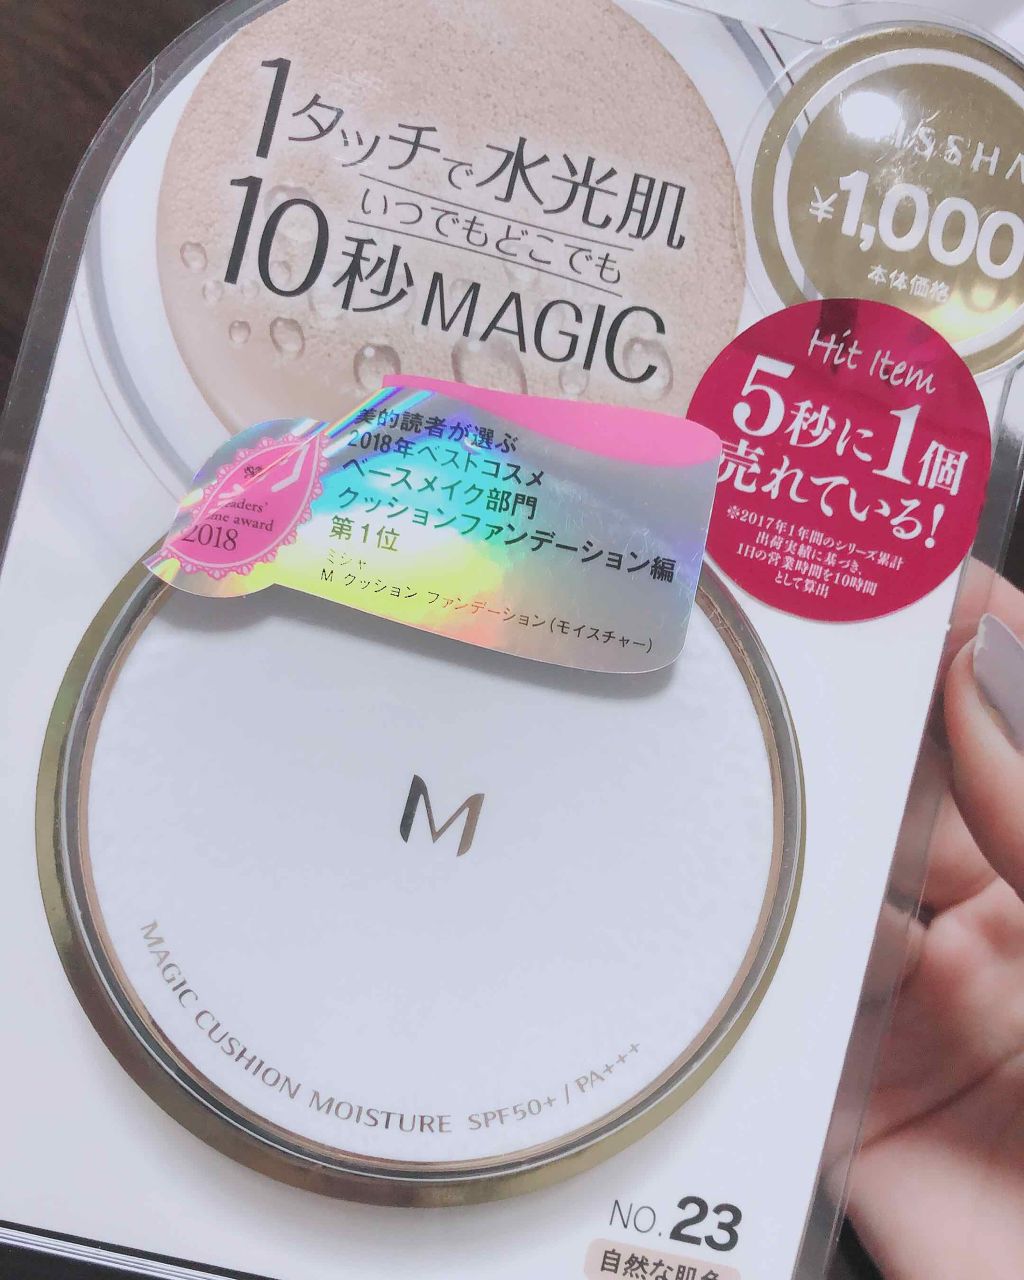 1タッチで水光肌
いつでもどこでも
10秒MAGIC
ISSHA
¥1,000
本体価格
Hit Item
5秒に1個
売れている!
※2017年1年間のシリーズ累計
出荷実績に基づき、
1日の営業時間を10時間
として算出
美的読者が選ぶ
2018年ベストコスメ
ベースメイク部門
クッションファンデーション編
第1位
ミシャ
M クッション ファンデーション(モイスチャー)
award
2018
M
MAGIC CUSHION MOISTURE SPF50+ / PA+++
NO. 23
自然な肌色